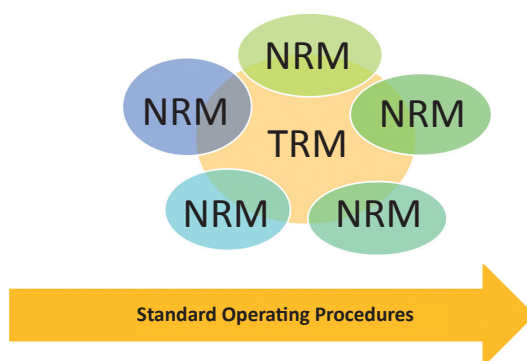 NRM
NRM
NRM
TRM
NRM
NRM
Standard Operating Procedures